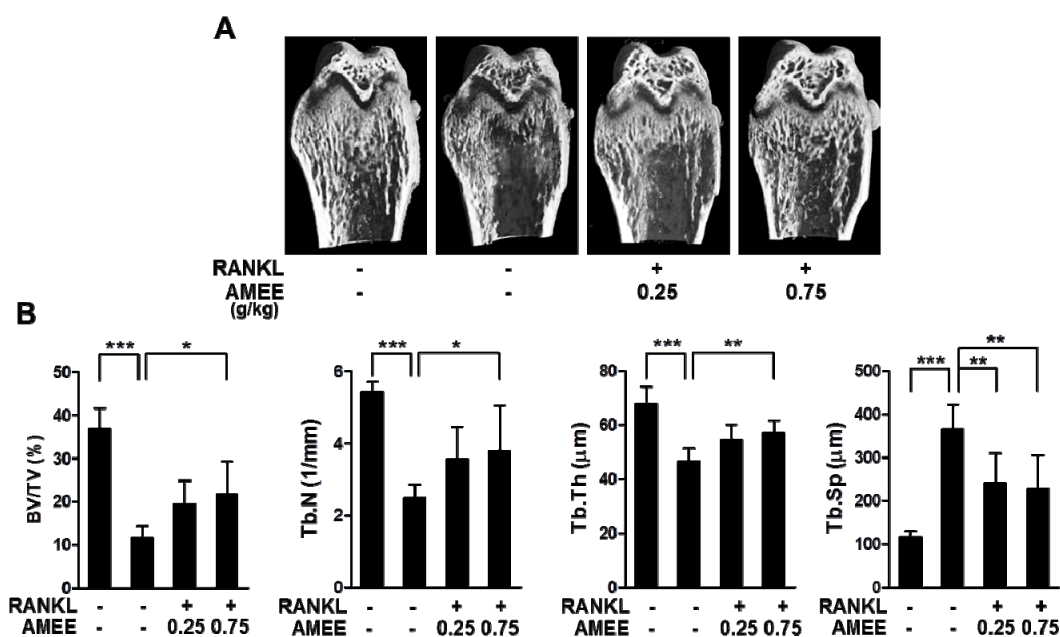 A
RANKL - - + +
AMEE - - 0.25 0.75
(g/kg)
B
*** *
BV/TV (%)
50
40
30
20
10
0
RANKL - - + +
AMEE - - 0.25 0.75
*** *
Tb.N (1/mm)
6
4
2
0
RANKL - - + +
AMEE - - 0.25 0.75
*** **
Tb.Th (μm)
80
60
40
20
0
RANKL - - + +
AMEE - - 0.25 0.75
**
*** **
Tb.Sp (μm)
500
400
300
200
100
0
RANKL - - + +
AMEE - - 0.25 0.75